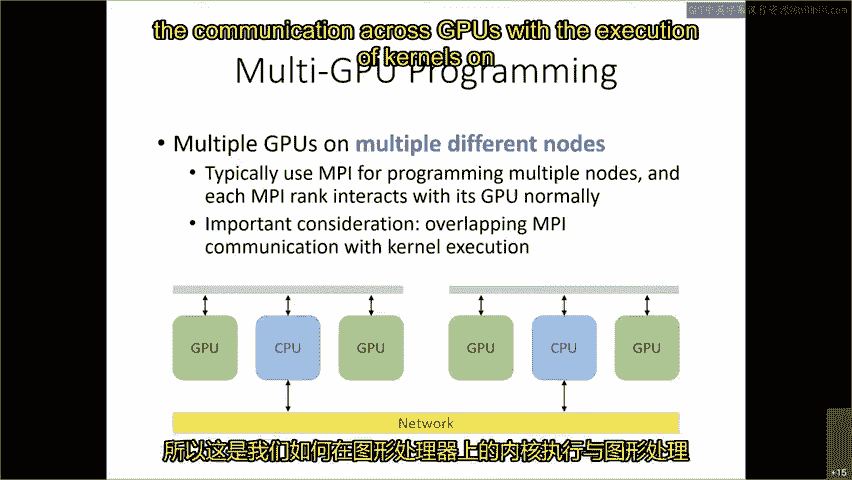 the communication across GPUs with the execution
of kernels on
Multi-GPU Programming
• Multiple GPUs on multiple different nodes
• Typically use MPI for programming multiple nodes, and
each MPI rank interacts with its GPU normally
• Important consideration: overlapping MPI
communication with kernel execution
GPU CPU GPU GPU CPU GPU
Network
所以这是我们如何在图形处理器上的内核执行与图形处理
+15